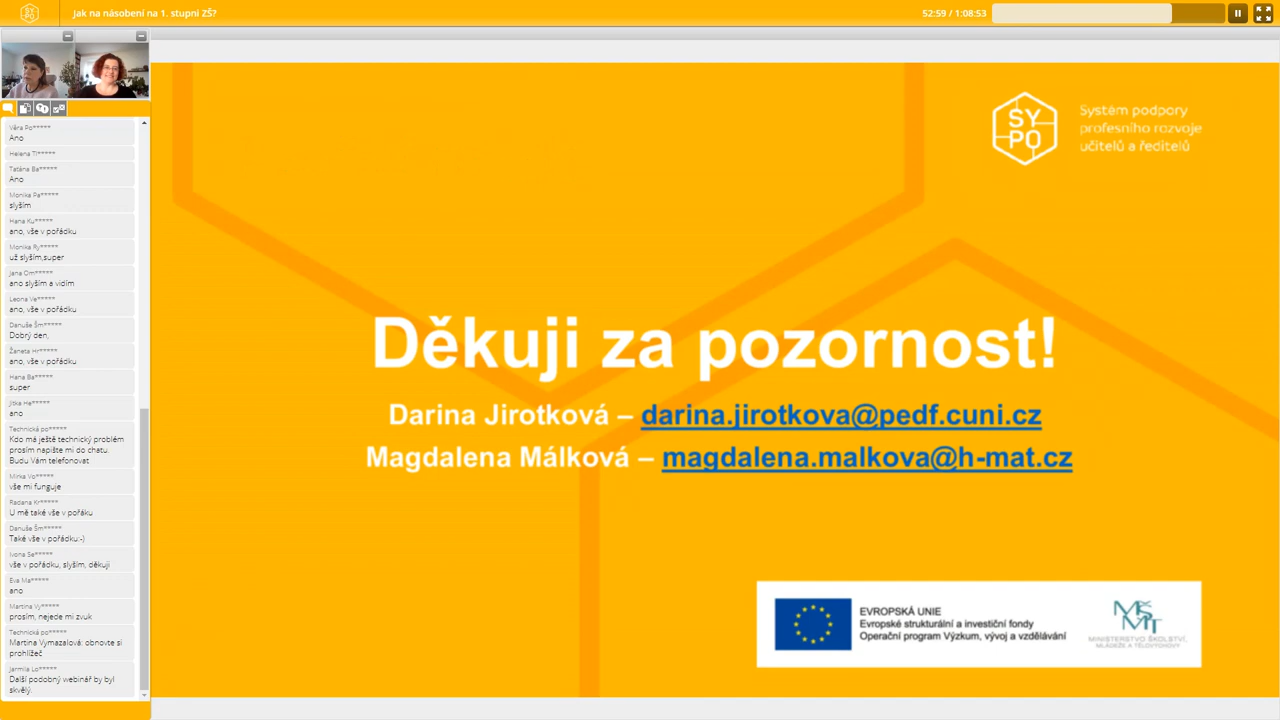 Jak na násobení na 1. stupni ZŠ?
52:59 / 1:08:53
Věra Po*****
Ano
Helena Tl*****
Taťána Ba*****
Ano
Monika Pa*****
slyším
Hana Ku*****
ano, vše v pořádku
Monika Ry*****
už slyším,super
Jana Om*****
ano slyším a vidím
Leona Ve*****
ano, vše v pořádku
Danuše Šm*****
Dobrý den,
Žaneta Hr*****
ano, vše v pořádku
Hana Ba*****
super
Jitka Ha*****
ano
Technická po*****
Kdo má ještě technický problém
prosím napište mi do chatu.
Budu Vám telefonovat
Mirka Vo*****
vše mi funguje
Radana Kr*****
U mě také vše v pořáku
Danuše Šm*****
Také vše v pořádku:-)
Ivona Se*****
vše v pořádku, slyším, děkuji
Eva Ma*****
ano
Martina Vy*****
prosím, nejede mi zvuk
Technická po*****
Martina Vymazalová: obnovte si
prohlížeč
Jarmila Lo*****
Další podobný webinář by byl
skvělý.
SY
PO
Systém podpory
profesního rozvoje
učitelů a ředitelů
Děkuji za pozornost!
Darina Jirotková – darina.jirotkova@pedf.cuni.cz
Magdalena Málková – magdalena.malkova@h-mat.cz
EVROPSKÁ UNIE
Evropské strukturální a investiční fondy
Operační program Výzkum, vývoj a vzdělávání
MŠMT
MINISTERSTVO ŠKOLSTVÍ,
MLÁDEŽE A TĚLOVÝCHOVY